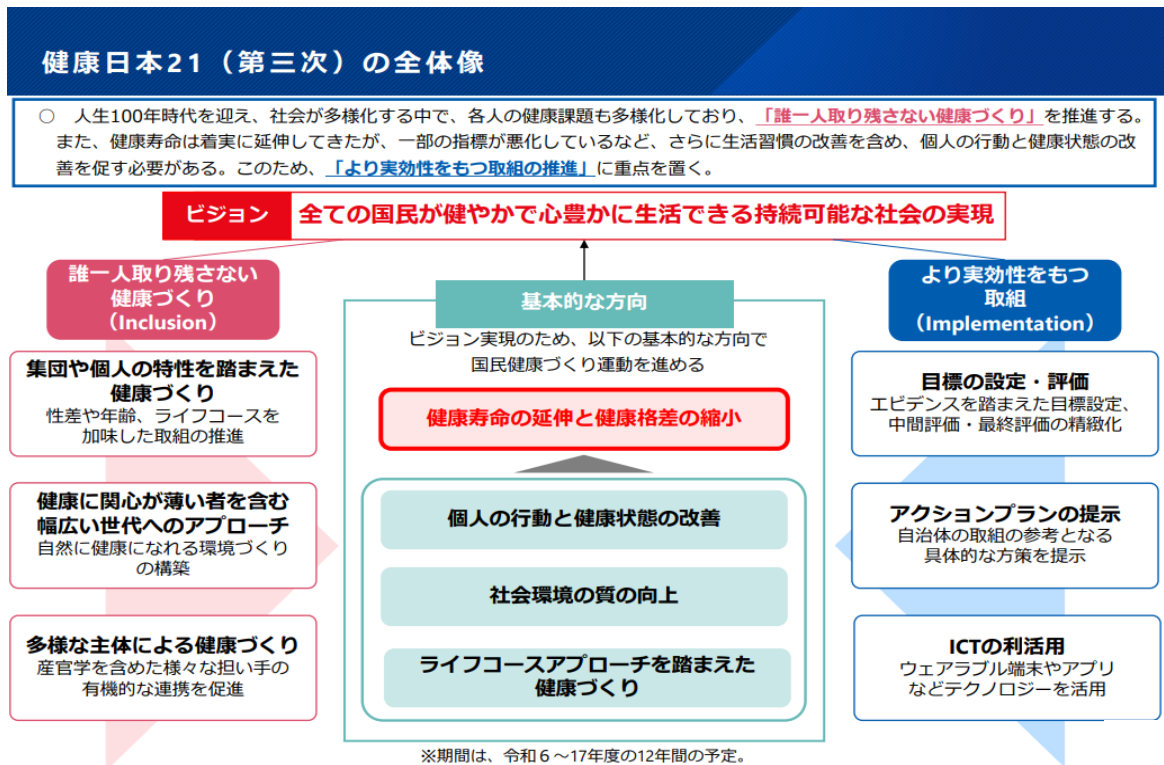 健康日本21（第三次）の全体像
○　人生100年時代を迎え、社会が多様化する中で、各人の健康課題も多様化しており、「誰一人取り残さない健康づくり」を推進する。
また、健康寿命は着実に延伸してきたが、一部の指標が悪化しているなど、さらに生活習慣の改善を含め、個人の行動と健康状態の改
善を促す必要がある。このため、「より実効性をもつ取組の推進」に重点を置く。
ビジョン　全ての国民が健やかで心豊かに生活できる持続可能な社会の実現
誰一人取り残さない
健康づくり
（Inclusion）
集団や個人の特性を踏まえた
健康づくり
性差や年齢、ライフコースを
加味した取組の推進
健康に関心が薄い者を含む
幅広い世代へのアプローチ
自然に健康になれる環境づくり
の構築
多様な主体による健康づくり
産官学を含めた様々な担い手の
有機的な連携を促進
基本的な方向
ビジョン実現のため、以下の基本的な方向で
国民健康づくり運動を進める
健康寿命の延伸と健康格差の縮小
個人の行動と健康状態の改善
社会環境の質の向上
ライフコースアプローチを踏まえた
健康づくり
※期間は、令和６～17年度の12年間の予定。
より実効性をもつ
取組
（Implementation）
目標の設定・評価
エビデンスを踏まえた目標設定、
中間評価・最終評価の精緻化
アクションプランの提示
自治体の取組の参考となる
具体的な方策を提示
ICTの利活用
ウェアラブル端末やアプリ
などテクノロジーを活用